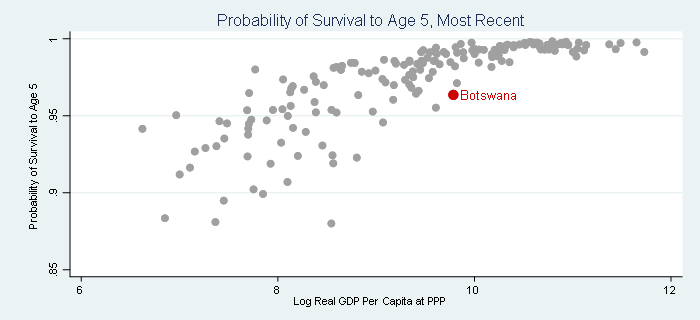 Probability of Survival to Age 5, Most Recent
Probability of Survival to Age 5
1
.95
.9
.85
Botswana
6 8 10 12
Log Real GDP Per Capita at PPP